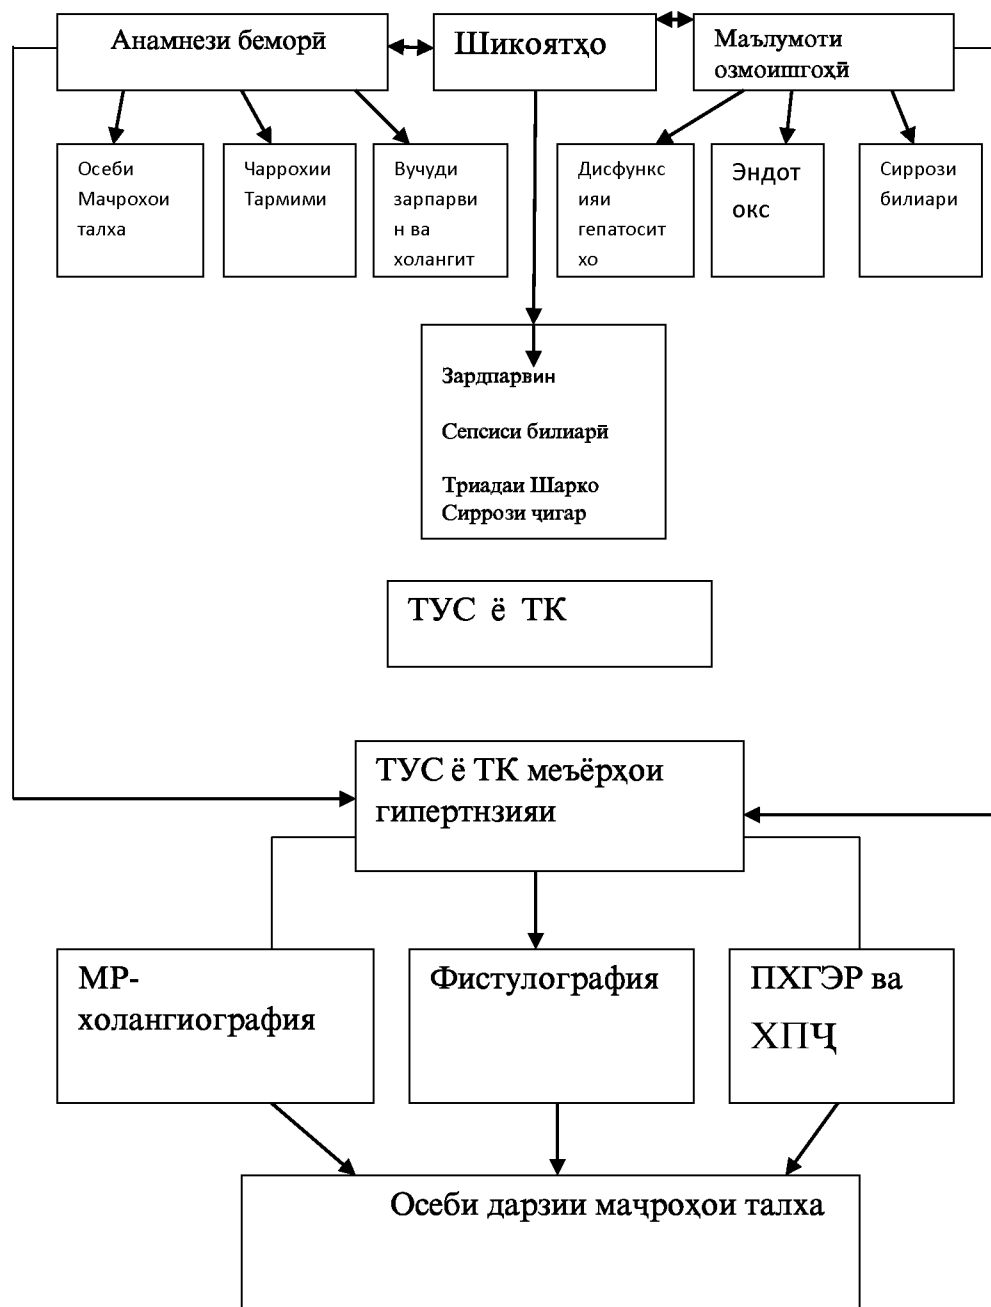 Анамнези беморӣ
Шикоятҳо
Маълумоти
озмоишгоҳӣ
Осеби
Мачрохои
талха
Чаррохии
Тармими
Вучуди
зарпарви
н ва
холангит
Дисфункс
ияи
гепатосит
хо
Эндот
окс
Сиррози
билиари
Зардпарвин
Сепсиси билиарӣ
Триадаи Шарко
Сиррози ҷигар
ТУС ё ТК
ТУС ё ТК меъёрҳои
гипертнзияи
МР-
холангиография
Фистулография
ПХГЭР ва
ХПҶ
Осеби дарзии маҷроҳои талха